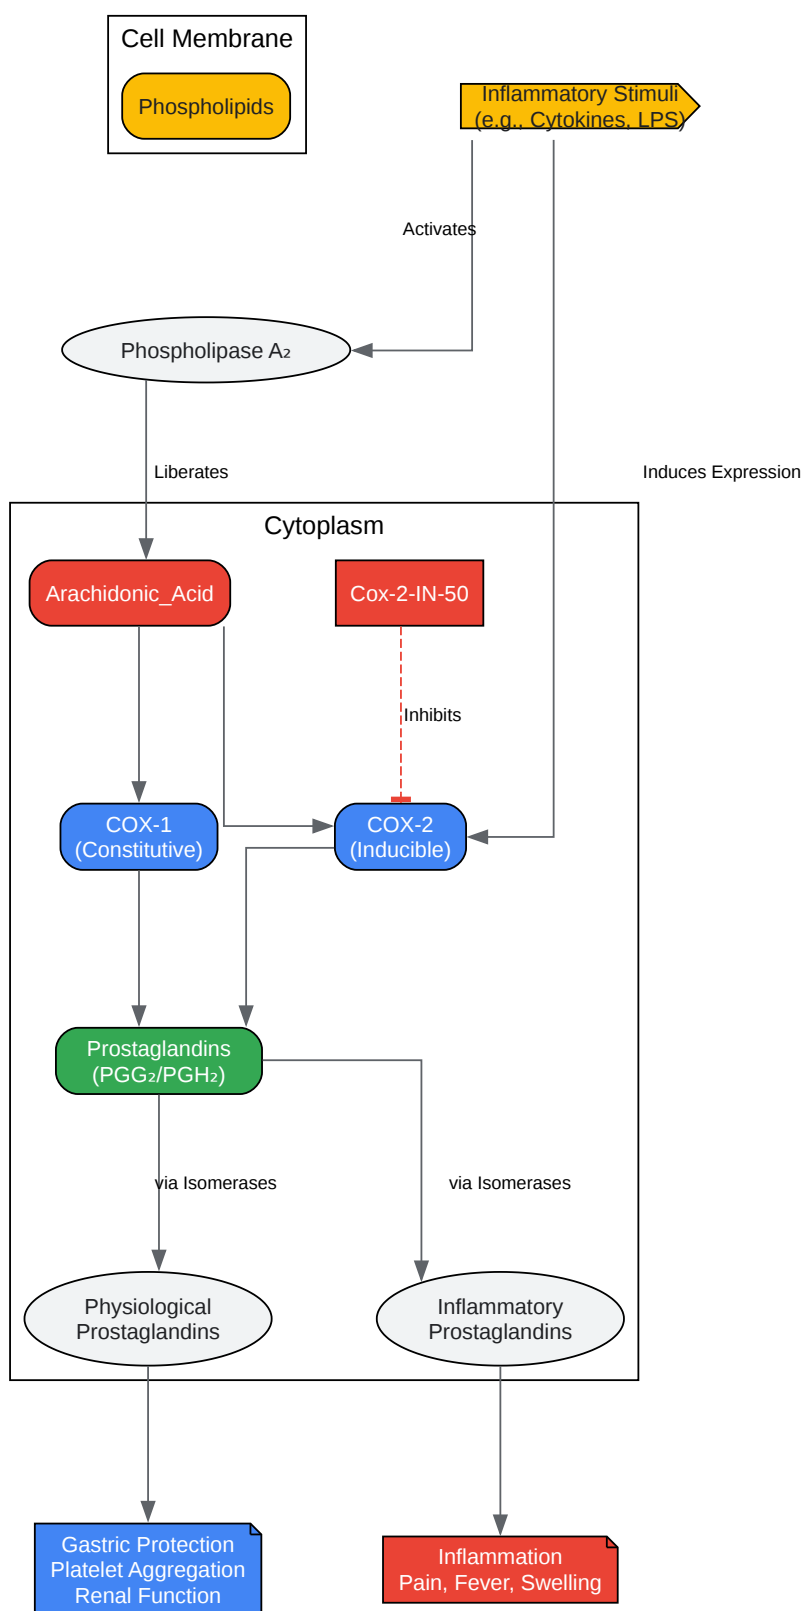 Cell Membrane
Phospholipids
Inflammatory Stimuli
(e.g., Cytokines, LPS)
Activates
Phospholipase A₂
Liberates
Induces Expression
Cytoplasm
Arachidonic_Acid
Cox-2-IN-50
Inhibits
COX-1
(Constitutive)
COX-2
(Inducible)
Prostaglandins
(PGG₂/PGH₂)
via Isomerases
via Isomerases
Physiological
Prostaglandins
Inflammatory
Prostaglandins
Gastric Protection
Platelet Aggregation
Renal Function
Inflammation
Pain, Fever, Swelling